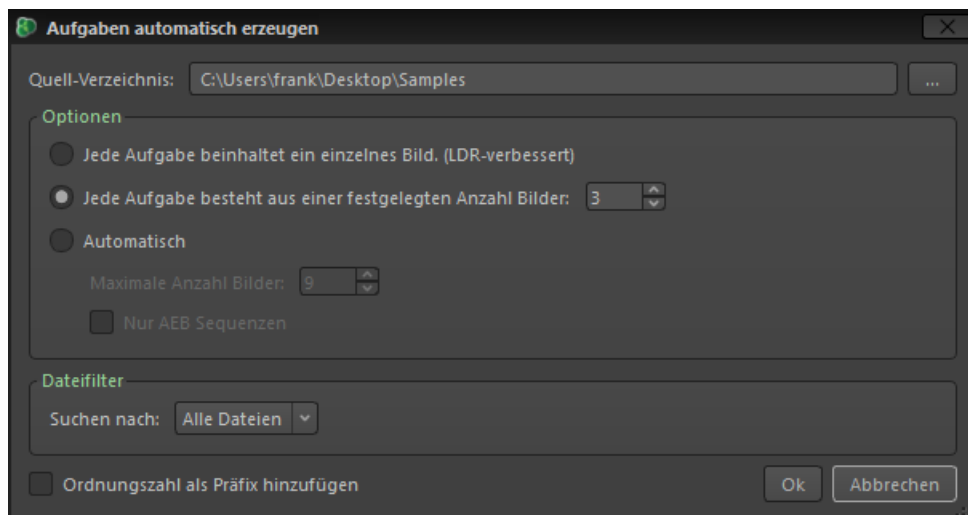 Aufgaben automatisch erzeugen
Quell-Verzeichnis: C:\Users\frank\Desktop\Samples ...
Optionen
Jede Aufgabe beinhaltet ein einzelnes Bild. (LDR-verbessert)
Jede Aufgabe besteht aus einer festgelegten Anzahl Bilder: 3
Automatisch
Maximale Anzahl Bilder: 9
Nur AEB Sequenzen
Dateifilter
Suchen nach: Alle Dateien
Ordnungszahl als Präfix hinzufügen Ok Abbrechen